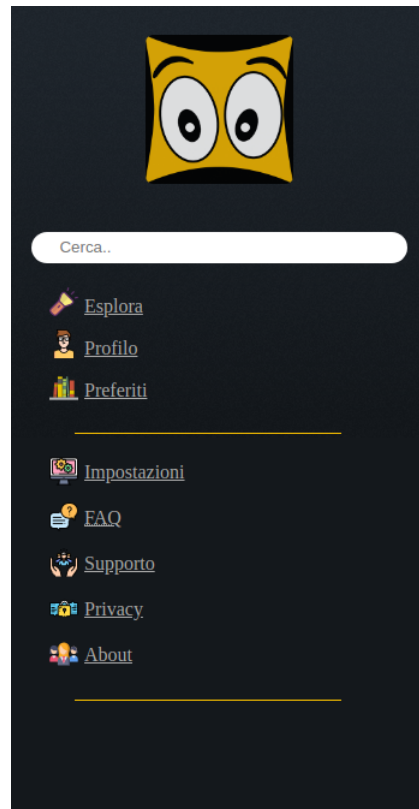 Cerca..
Esplora
Profilo
Preferiti
Impostazioni
FAQ
Supporto
Privacy
About